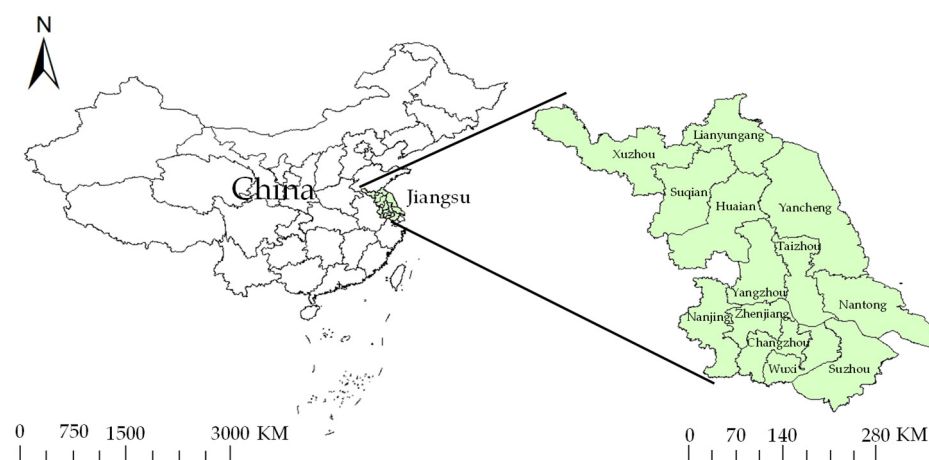 N
China
Jiangsu
Lianyungang
Xuzhou
Suqian
Huaian
Yancheng
Taizhou
Yangzhou
Nantong
Nanjing
Zhenjiang
Changzhou
Wuxi
Suzhou
0 750 1500 3000 KM
0 70 140 280 KM